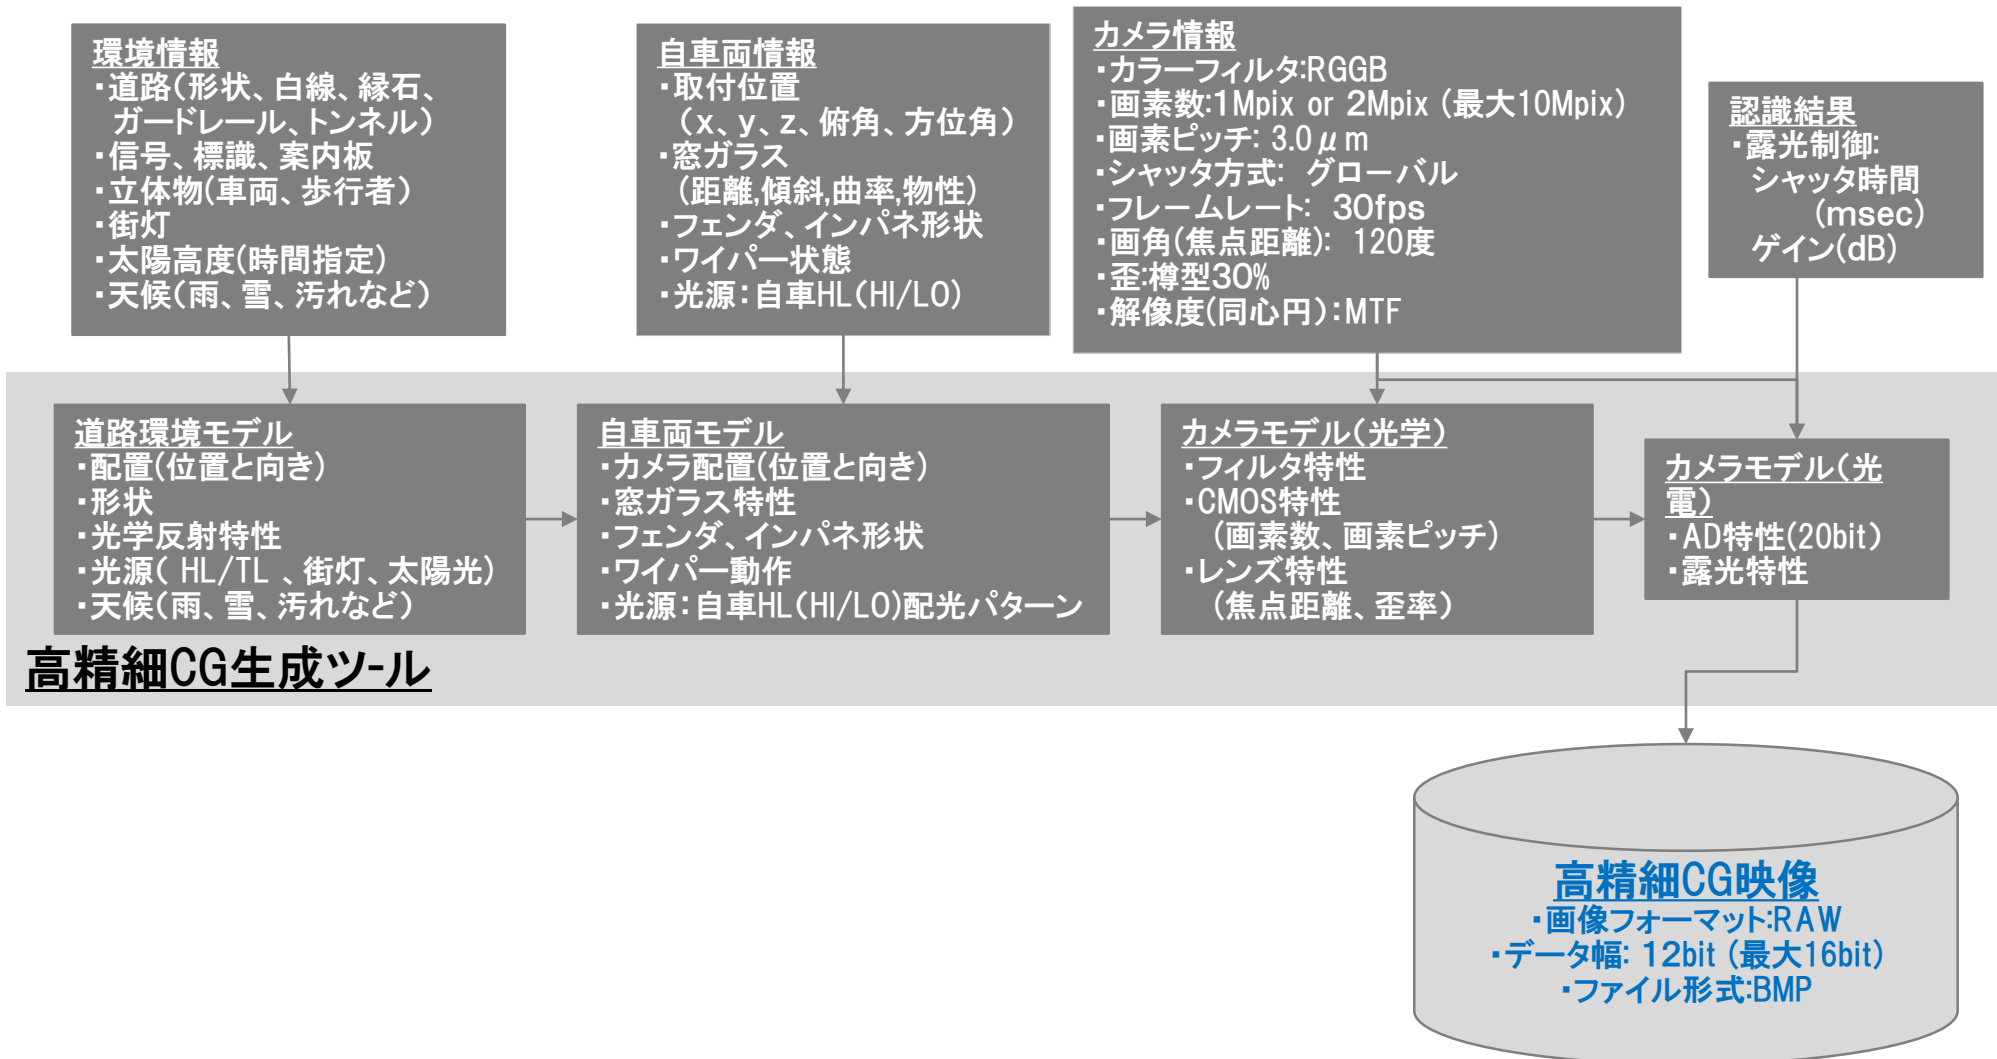 環境情報
・道路(形状、白線、縁石、
ガードレール、トンネル)
・信号、標識、案内板
・立体物(車両、歩行者)
・街灯
・太陽高度(時間指定)
・天候(雨、雪、汚れなど)
自車両情報
・取付位置
(x、y、z、俯角、方位角)
・窓ガラス
(距離,傾斜,曲率,物性)
・フェンダ、インパネ形状
・ワイパー状態
・光源：自車HL(HI/LO)
カメラ情報
・カラーフィルタ:RGGB
・画素数:1Mpix or 2Mpix (最大10Mpix)
・画素ピッチ: 3.0μm
・シャッタ方式: グローバル
・フレームレート: 30fps
・画角(焦点距離): 120度
・歪:樽型30%
・解像度(同心円):MTF
認識結果
・露光制御:
シャッタ時間
(msec)
ゲイン(dB)
道路環境モデル
・配置(位置と向き)
・形状
・光学反射特性
・光源( HL/TL 、街灯、太陽光)
・天候(雨、雪、汚れなど)
自車両モデル
・カメラ配置(位置と向き)
・窓ガラス特性
・フェンダ、インパネ形状
・ワイパー動作
・光源：自車HL(HI/LO)配光パターン
カメラモデル(光学)
・フィルタ特性
・CMOS特性
(画素数、画素ピッチ)
・レンズ特性
(焦点距離、歪率)
カメラモデル(光
電)
・AD特性(20bit)
・露光特性
高精細CG生成ツール
高精細CG映像
・画像フォーマット:RAW
・データ幅: 12bit (最大16bit)
・ファイル形式:BMP